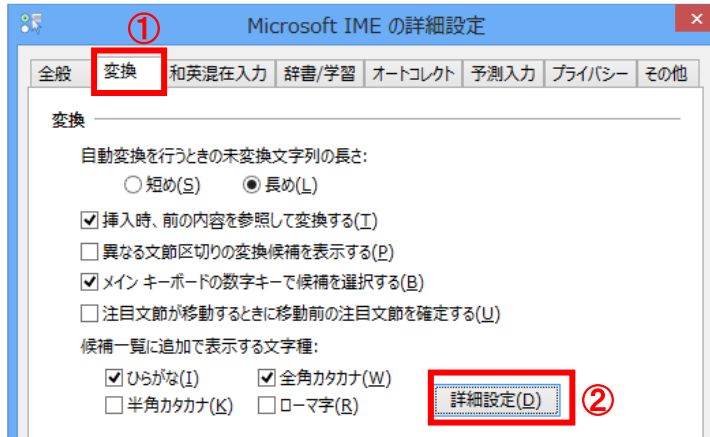 ① Microsoft IME の詳細設定
全般 変換 和英混在入力 辞書/学習 オートコレクト 予測入力 プライバシー その他
変換
自動変換を行うときの未変換文字列の長さ:
短め(S) 長め(L)
挿入時、前の内容を参照して変換する(T)
異なる文節区切りの変換候補を表示する(P)
メイン キーボードの数字キーで候補を選択する(B)
注目文節が移動するときに移動前の注目文節を確定する(U)
候補一覧に追加で表示する文字種:
ひらがな(I) 全角カタカナ(W)
半角カタカナ(K) ローマ字(R) 詳細設定(D) ②